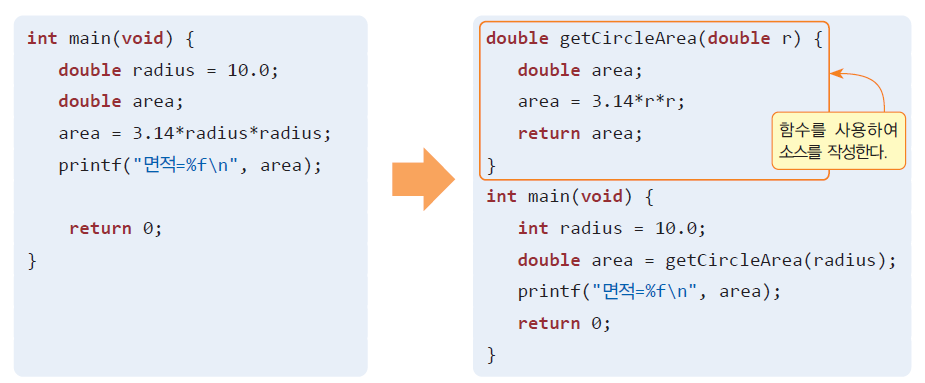 int main(void) {
double radius = 10.0;
double area;
area = 3.14*radius*radius;
printf("면적=%f\n", area);
return 0;
}
double getCircleArea(double r) {
double area;
area = 3.14*r*r;
return area;
}
함수를 사용하여
소스를 작성한다.
int main(void) {
int radius = 10.0;
double area = getCircleArea(radius);
printf("면적=%f\n", area);
return 0;
}